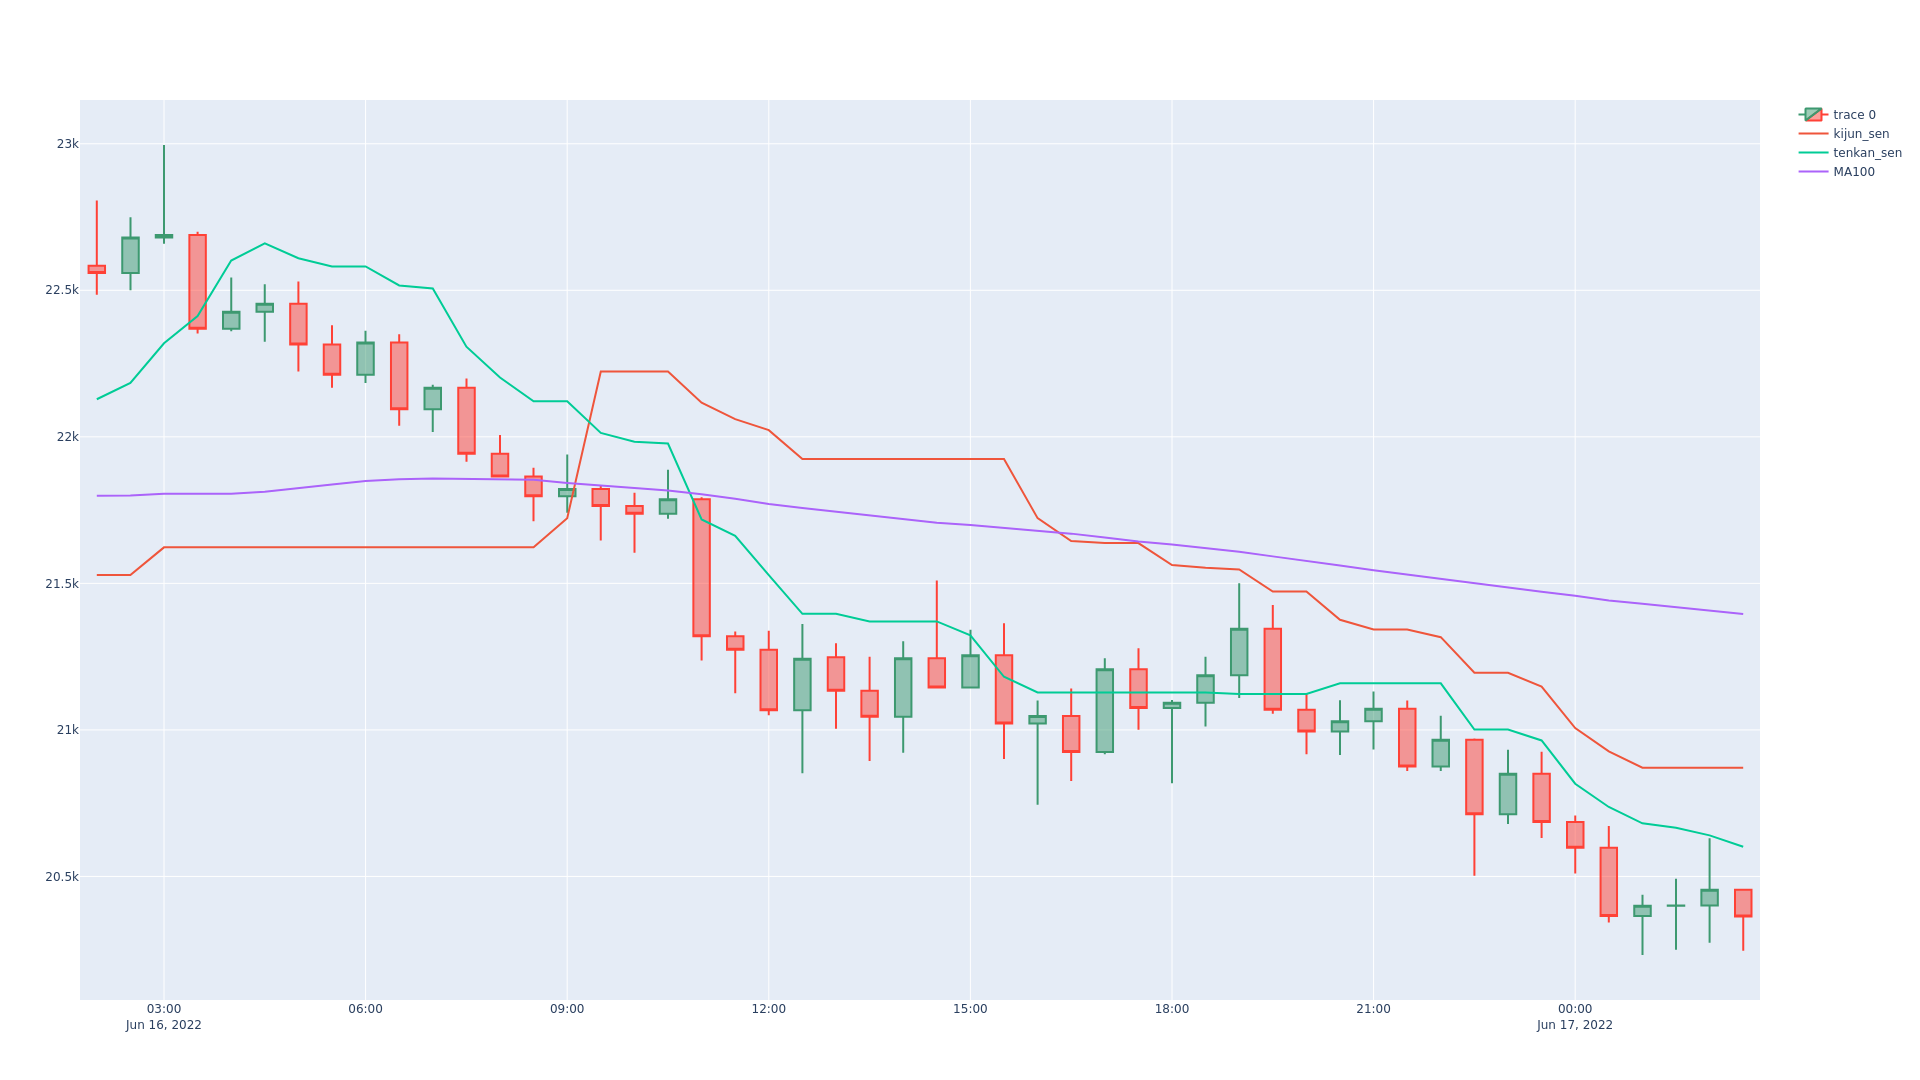 23k
22.5k
22k
21.5k
21k
20.5k
03:00
Jun 16, 2022
06:00
09:00
12:00
15:00
18:00
21:00
00:00
Jun 17, 2022
trace 0
kijun_sen
tenkan_sen
MA100